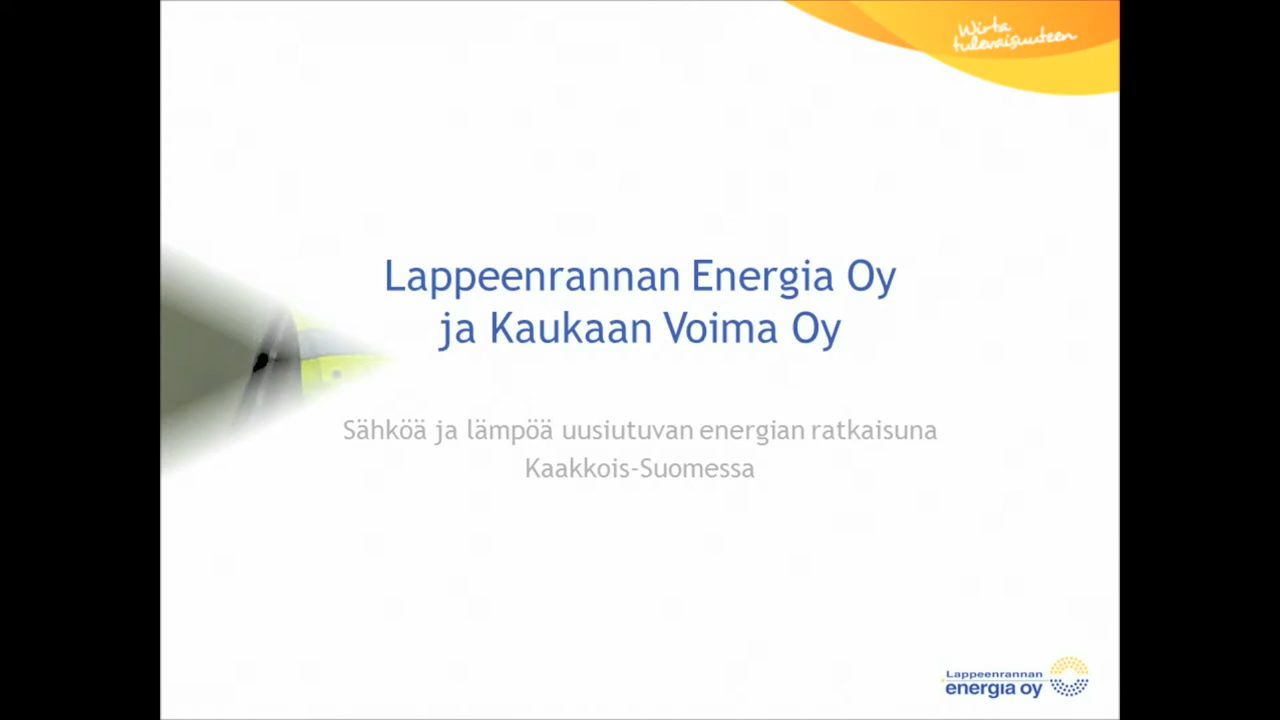 Wirta
tulevaisuuteen
Lappeenrannan Energia Oy
ja Kaukaan Voima Oy
Sähköä ja lämpöä uusiutuvan energian ratkaisuna
Kaakkois-Suomessa
Lappeenrannan
energia oy